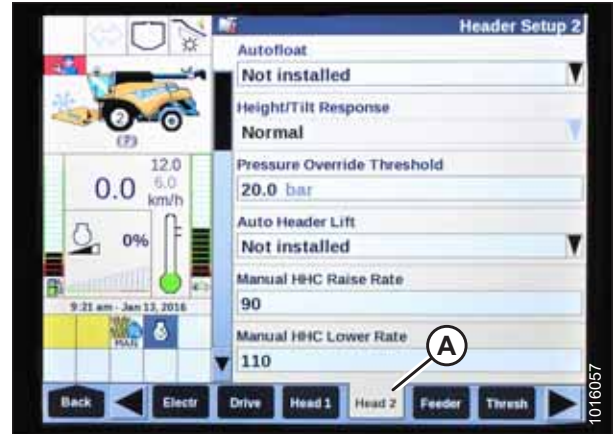 Header Setup 2
Autofloat
Not installed
Height/Tilt Response
Normal
Pressure Override Threshold
20.0 bar
Auto Header Lift
Not installed
Manual HHC Raise Rate
90
Manual HHC Lower Rate
110
2
(P)
0.0
12.0
6.0
km/h
0%
9:21 am - Jan 13, 2016
MAN
A
Back
Electr
Drive
Head 1
Head 2
Feeder
Thresh
1016057